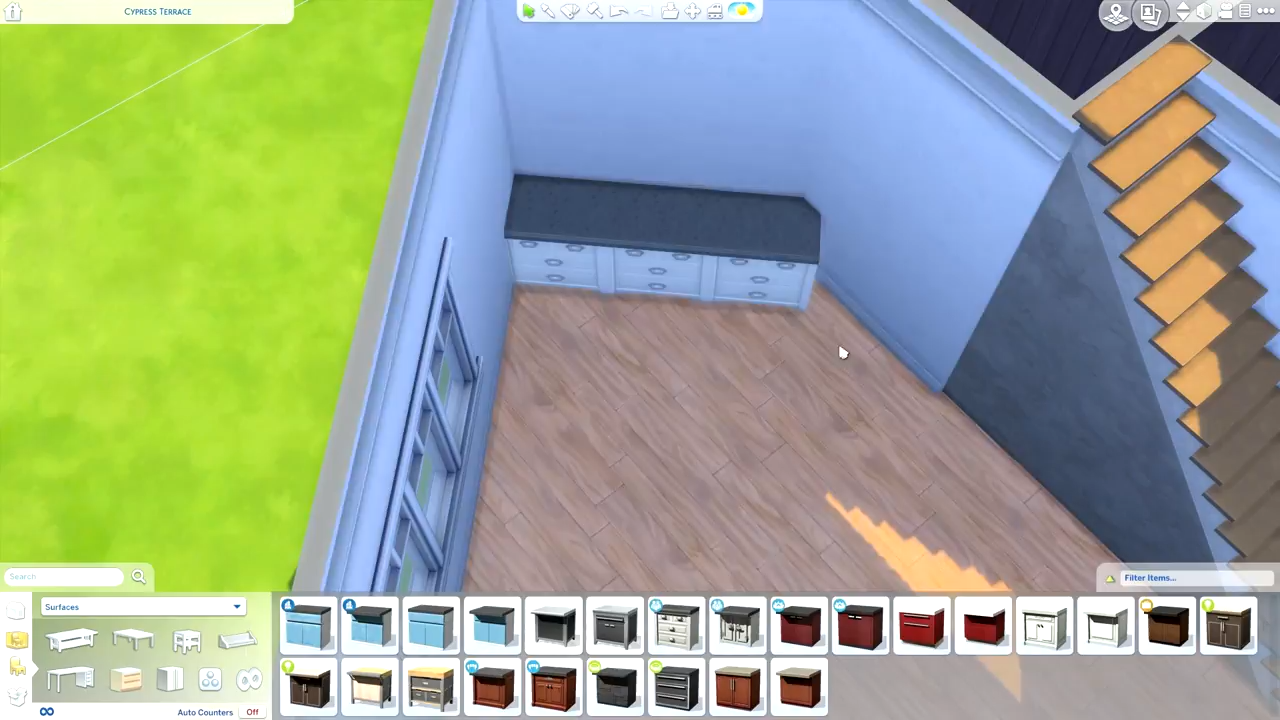 CYPRESS TERRACE
Search
Filter Items...
Surfaces
Auto Counters Off